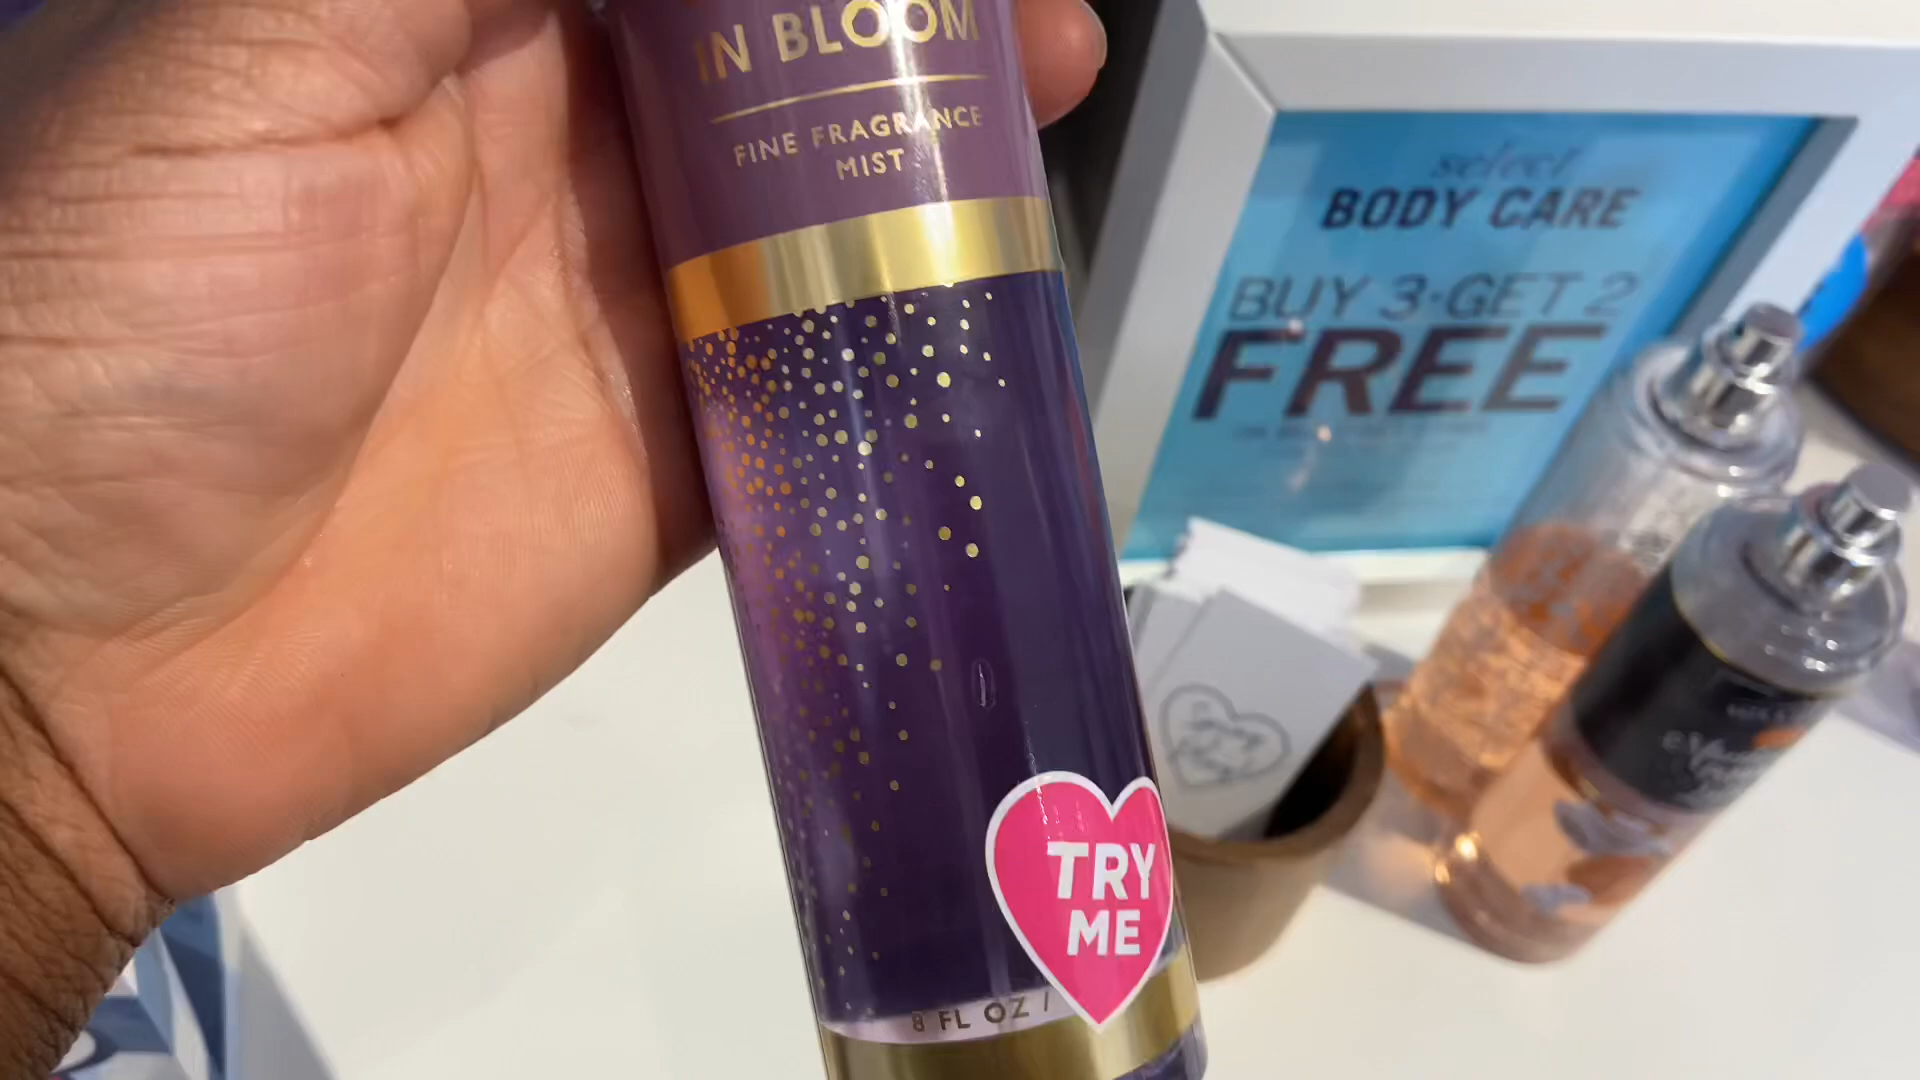 IN BLOOM
FINE FRAGRANCE
MIST
8 FL OZ /
TRY
ME
select
BODY CARE
BUY 3·GET 2
FREE